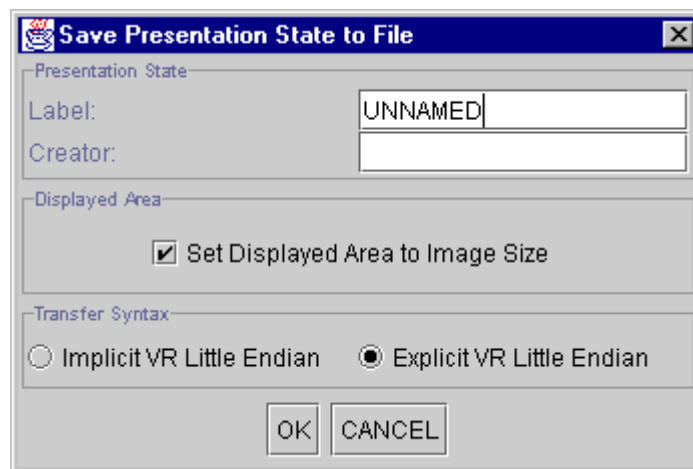 Save Presentation State to File
Presentation State
Label: UNNAMED
Creator:
Displayed Area
Set Displayed Area to Image Size
Transfer Syntax
Implicit VR Little Endian Explicit VR Little Endian
OK CANCEL